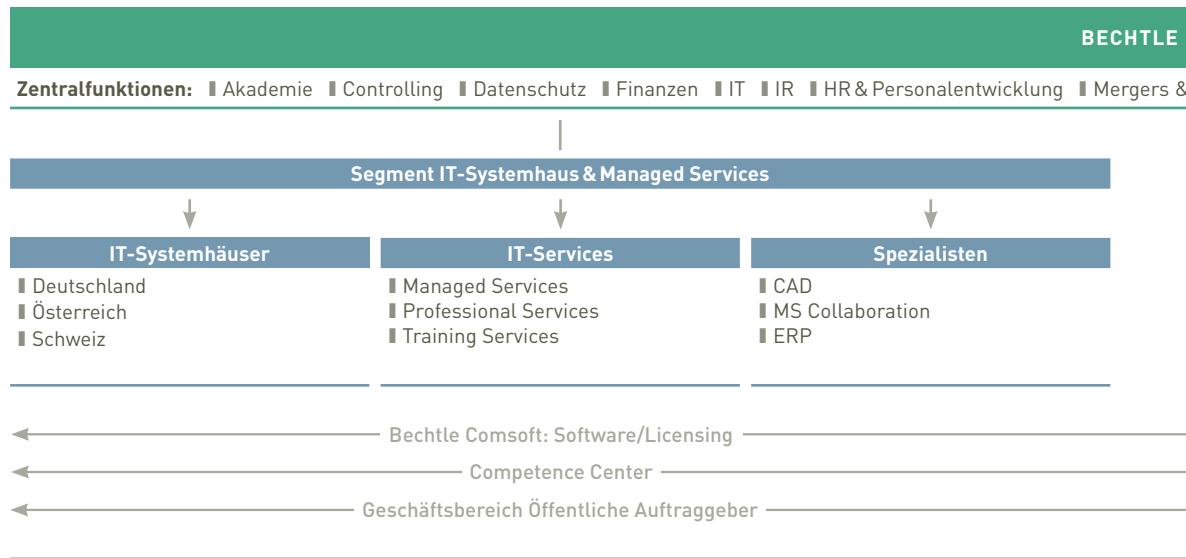 BECHTLE
Zentralfunktionen: ▮ Akademie ▮ Controlling ▮ Datenschutz ▮ Finanzen ▮ IT ▮ IR ▮ HR & Personalentwicklung ▮ Mergers &
Segment IT-Systemhaus & Managed Services
IT-Systemhäuser
▮ Deutschland
▮ Österreich
▮ Schweiz
IT-Services
▮ Managed Services
▮ Professional Services
▮ Training Services
Spezialisten
▮ CAD
▮ MS Collaboration
▮ ERP
Bechtle Comsoft: Software/Licensing
Competence Center
Geschäftsbereich Öffentliche Auftraggeber